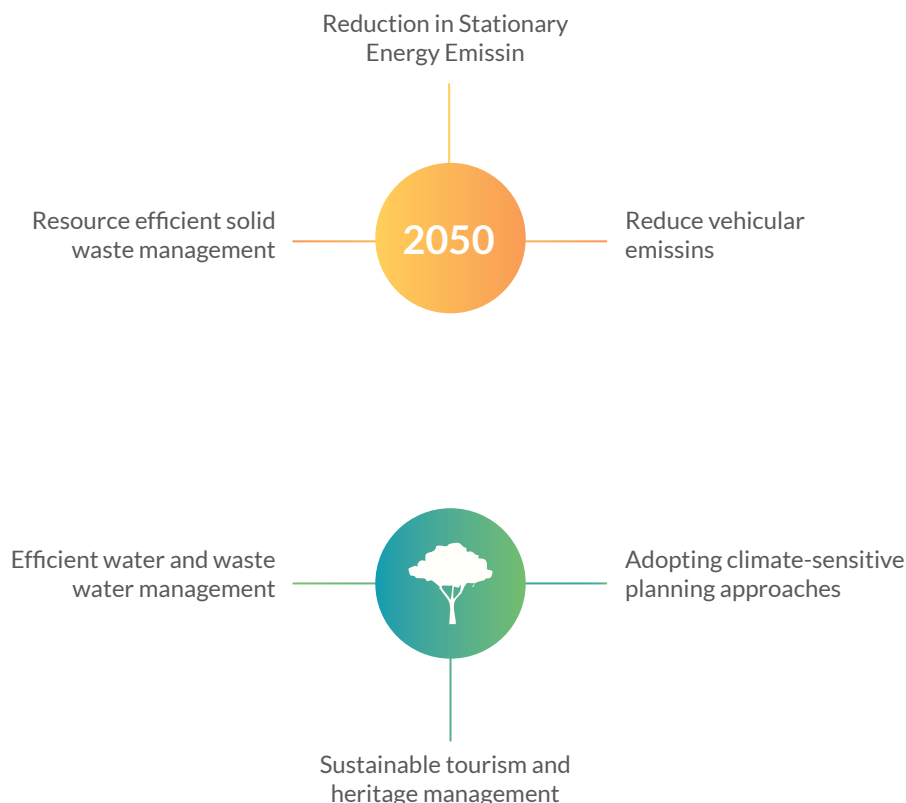 Reduction in Stationary
Energy Emissin
Resource efficient solid
waste management
2050
Reduce vehicular
emissins
Efficient water and waste
water management
Adopting climate-sensitive
planning approaches
Sustainable tourism and
heritage management